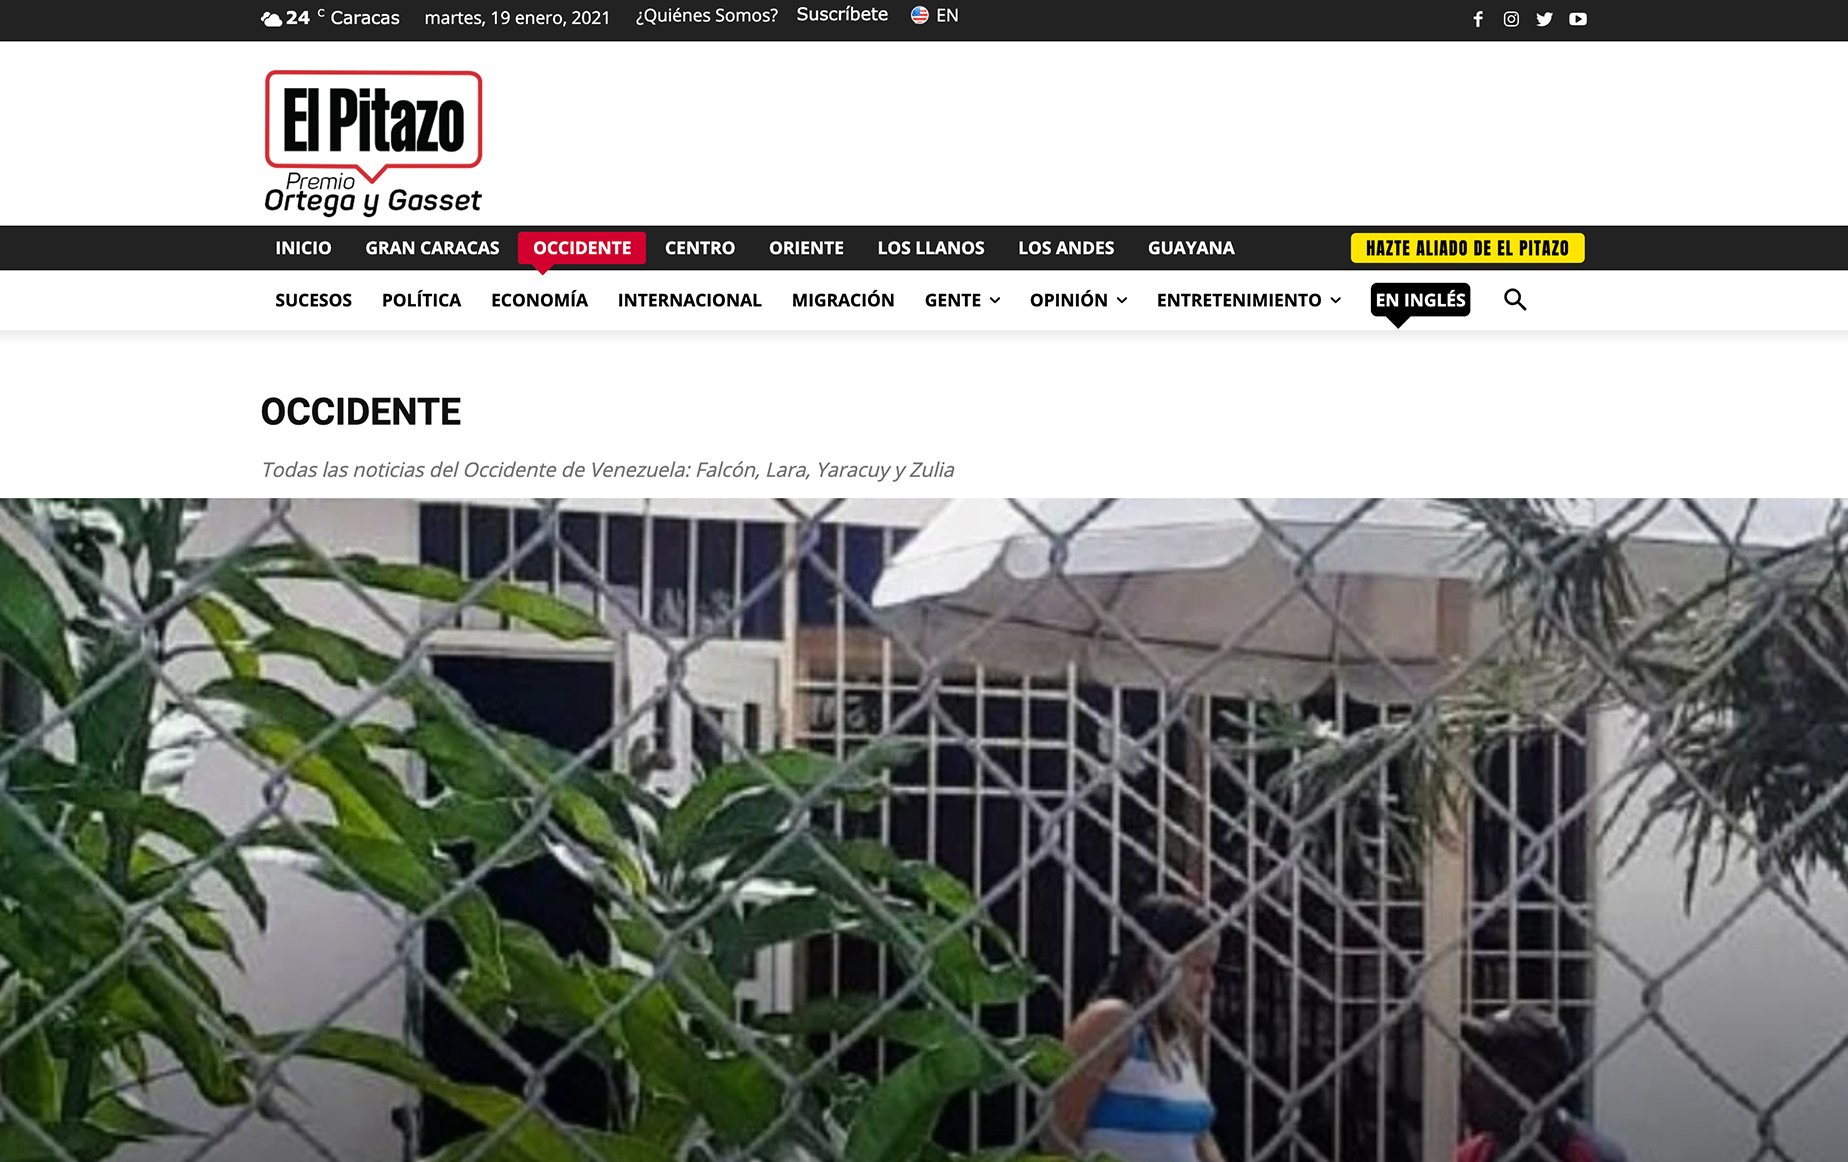 24 C Caracas martes, 19 enero, 2021 ¿Quiénes Somos? Suscríbete EN
El Pitazo
Premio
Ortega y Gasset
INICIO GRAN CARACAS OCCIDENTE CENTRO ORIENTE LOS LLANOS LOS ANDES GUAYANA HAZTE ALIADO DE EL PITAZO
SUCESOS POLÍTICA ECONOMÍA INTERNACIONAL MIGRACIÓN GENTE OPINIÓN ENTRETENIMIENTO EN INGLÉS
OCCIDENTE
Todas las noticias del Occidente de Venezuela: Falcón, Lara, Yaracuy y Zulia